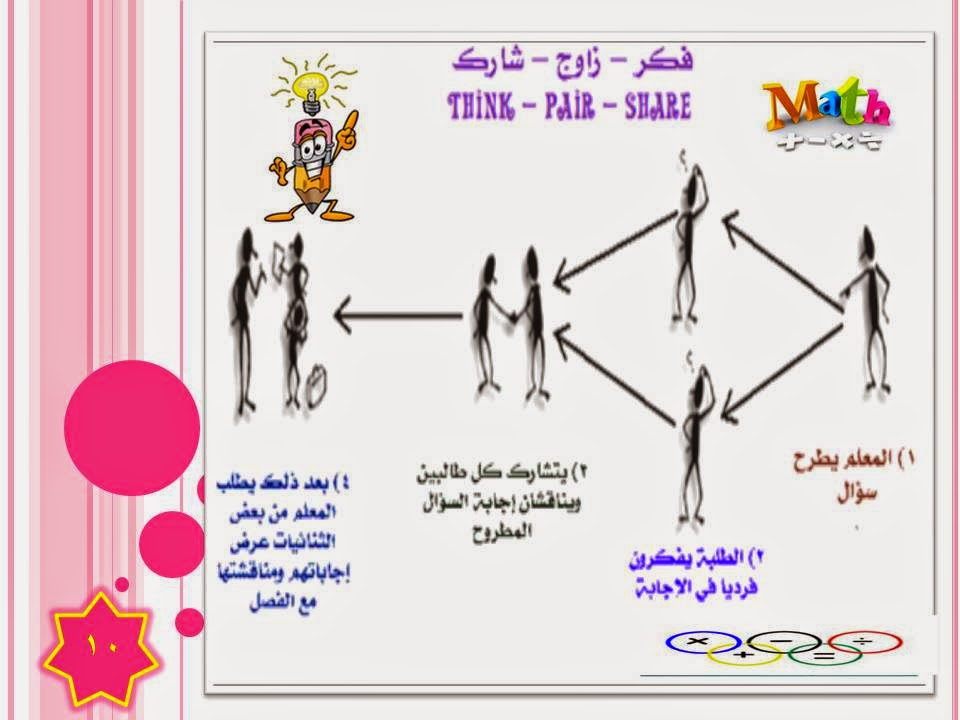 فكر – زاوج – شارك
THINK – PAIR – SHARE
Math
+ − × ÷
١) المعلم يطرح
سؤال
٢) الطلبة يفكرون
فرديا في الاجابة
٢) يتشارك كل طالبين
ويناقشان إجابة السؤال
المطروح
٤) بعد ذلك يطلب
المعلم من بعض
الثنائيات عرض
إجاباتهم ومناقشتها
مع الفصل
× − ÷
+ =
١٠